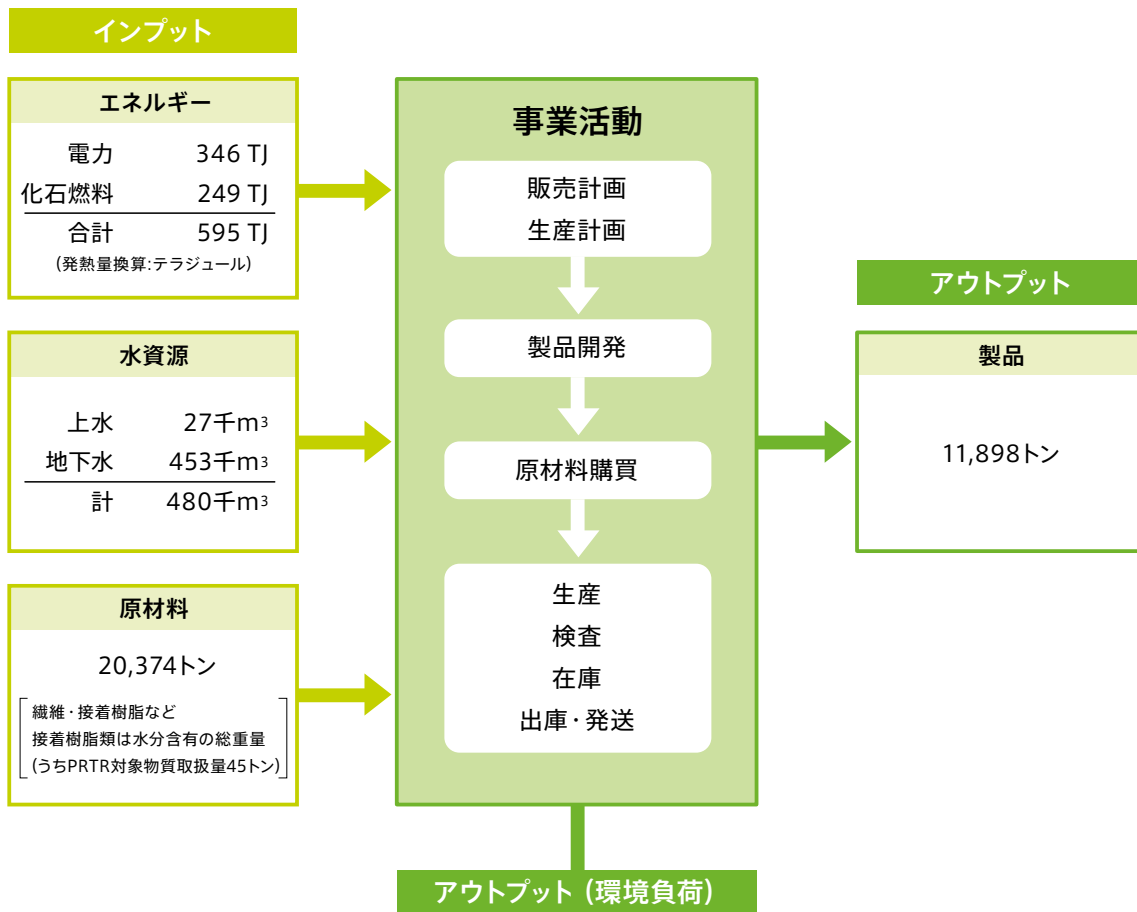 インプット
エネルギー
電力 346 TJ
化石燃料 249 TJ
合計 595 TJ
(発熱量換算:テラジュール)
水資源
上水 27千m³
地下水 453千m³
計 480千m³
原材料
20,374トン
繊維・接着樹脂など
接着樹脂類は水分含有の総重量
(うちPRTR対象物質取扱量45トン)
事業活動
販売計画
生産計画
製品開発
原材料購買
生産
検査
在庫
出庫・発送
アウトプット
製品
11,898トン
アウトプット (環境負荷)